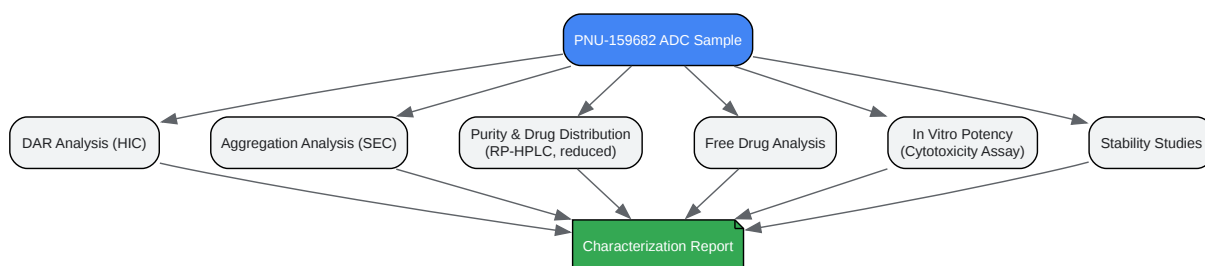 PNU-159682 ADC Sample
DAR Analysis (HIC)
Aggregation Analysis (SEC)
Purity & Drug Distribution
(RP-HPLC, reduced)
Free Drug Analysis
In Vitro Potency
(Cytotoxicity Assay)
Stability Studies
Characterization Report